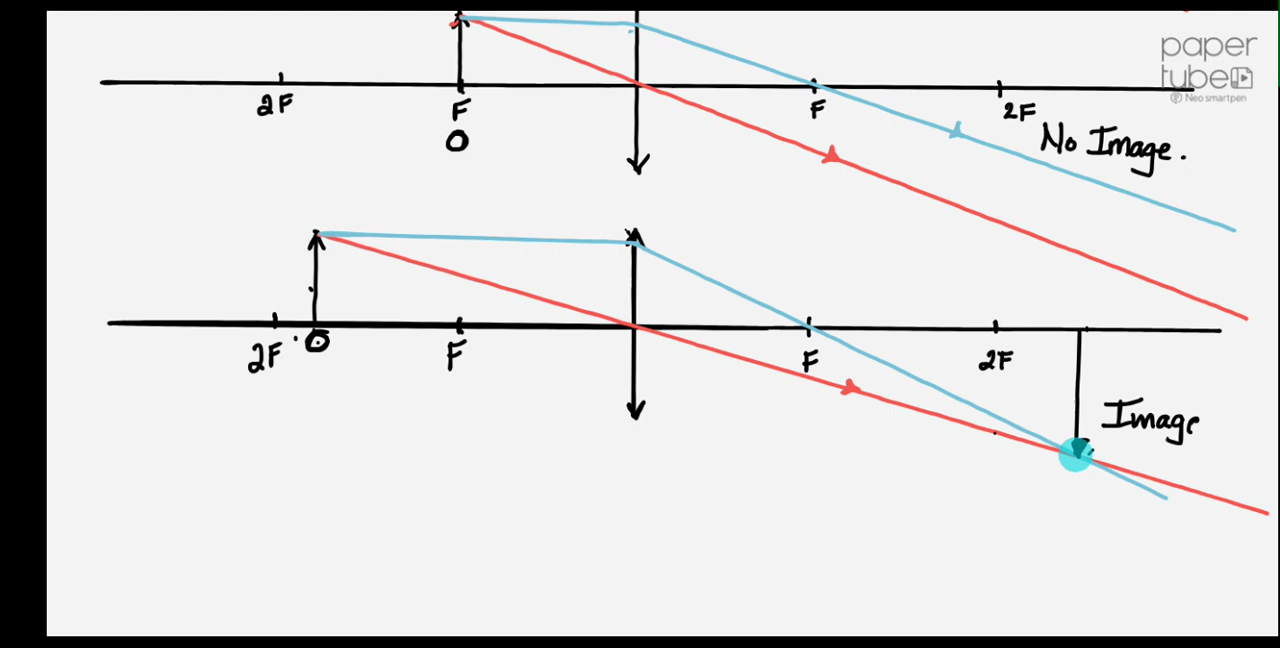 paper
tube
Neo smartpen
2F
F
F
2F
O
No Image.
2F
O
F
F
2F
Image